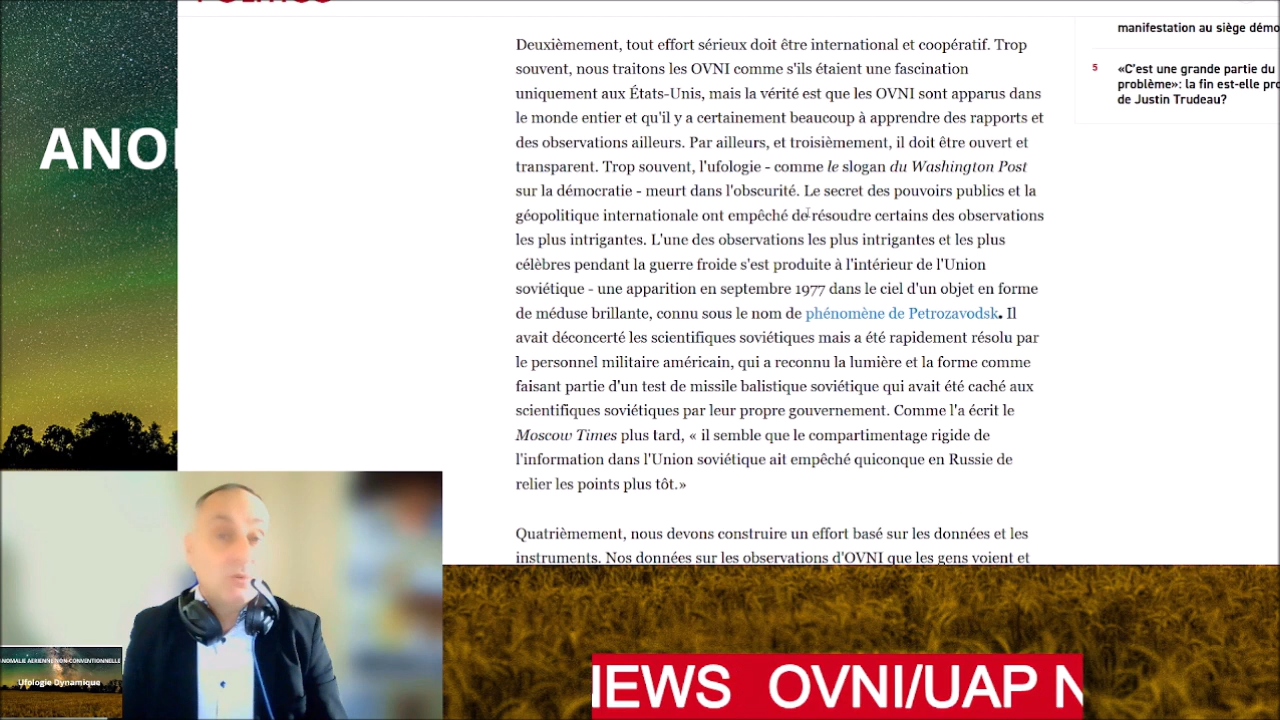 Deuxièmement, tout effort sérieux doit être international et coopératif. Trop
souvent, nous traitons les OVNI comme s'ils étaient une fascination
uniquement aux États-Unis, mais la vérité est que les OVNI sont apparus dans
le monde entier et qu'il y a certainement beaucoup à apprendre des rapports et
des observations ailleurs. Par ailleurs, et troisièmement, il doit être ouvert et
transparent. Trop souvent, l'ufologie - comme le slogan du Washington Post
sur la démocratie - meurt dans l'obscurité. Le secret des pouvoirs publics et la
géopolitique internationale ont empêché de résoudre certains des observations
les plus intrigantes. L'une des observations les plus intrigantes et les plus
célèbres pendant la guerre froide s'est produite à l'intérieur de l'Union
soviétique - une apparition en septembre 1977 dans le ciel d'un objet en forme
de méduse brillante, connu sous le nom de phénomène de Petrozavodsk. Il
avait déconcerté les scientifiques soviétiques mais a été rapidement résolu par
le personnel militaire américain, qui a reconnu la lumière et la forme comme
faisant partie d'un test de missile balistique soviétique qui avait été caché aux
scientifiques soviétiques par leur propre gouvernement. Comme l'a écrit le
Moscow Times plus tard, « il semble que le compartimentage rigide de
l'information dans l'Union soviétique ait empêché quiconque en Russie de
relier les points plus tôt.»
Quatrièmement, nous devons construire un effort basé sur les données et les
instruments. Nos données sur les observations d'OVNI que les gens voient et
manifestation au siège démo
5
«C'est une grande partie du
problème»: la fin est-elle pro
de Justin Trudeau?
ANO
ANOMALIE AERIENNE NON-CONVENTIONNELLE
Ufologie Dynamique
NEWS OVNI/UAP N